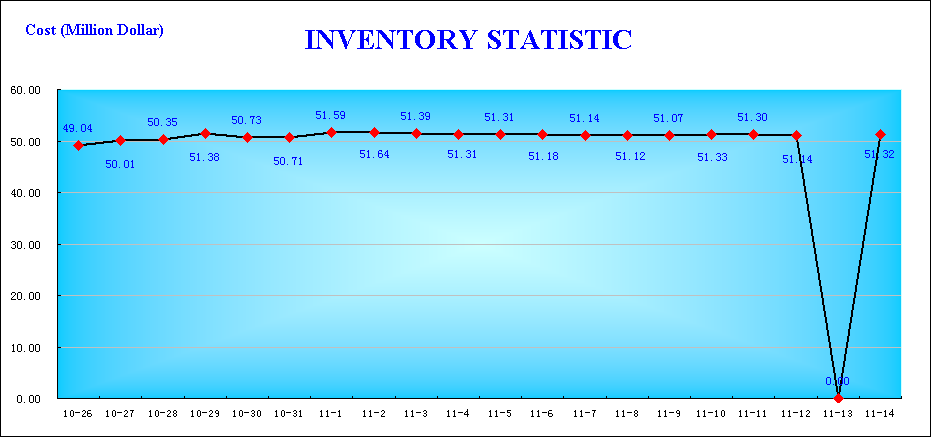 Cost (Million Dollar)
INVENTORY STATISTIC
60.00
50.00
40.00
30.00
20.00
10.00
0.00
49.04 50.01 50.35 51.38 50.73 50.71 51.59 51.64 51.39 51.31 51.31 51.18 51.14 51.12 51.07 51.33 51.30 51.14 0.00 51.32
10-26 10-27 10-28 10-29 10-30 10-31 11-1 11-2 11-3 11-4 11-5 11-6 11-7 11-8 11-9 11-10 11-11 11-12 11-13 11-14